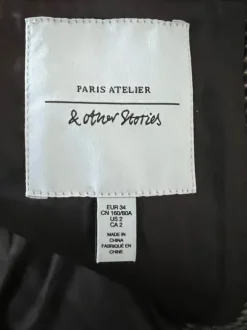 PARIS ATELIER
& other Stories
EUR 34
CN 160/80A
US 2
CA 2
MADE IN
CHINA
FABRIQUÉ EN
CHINE